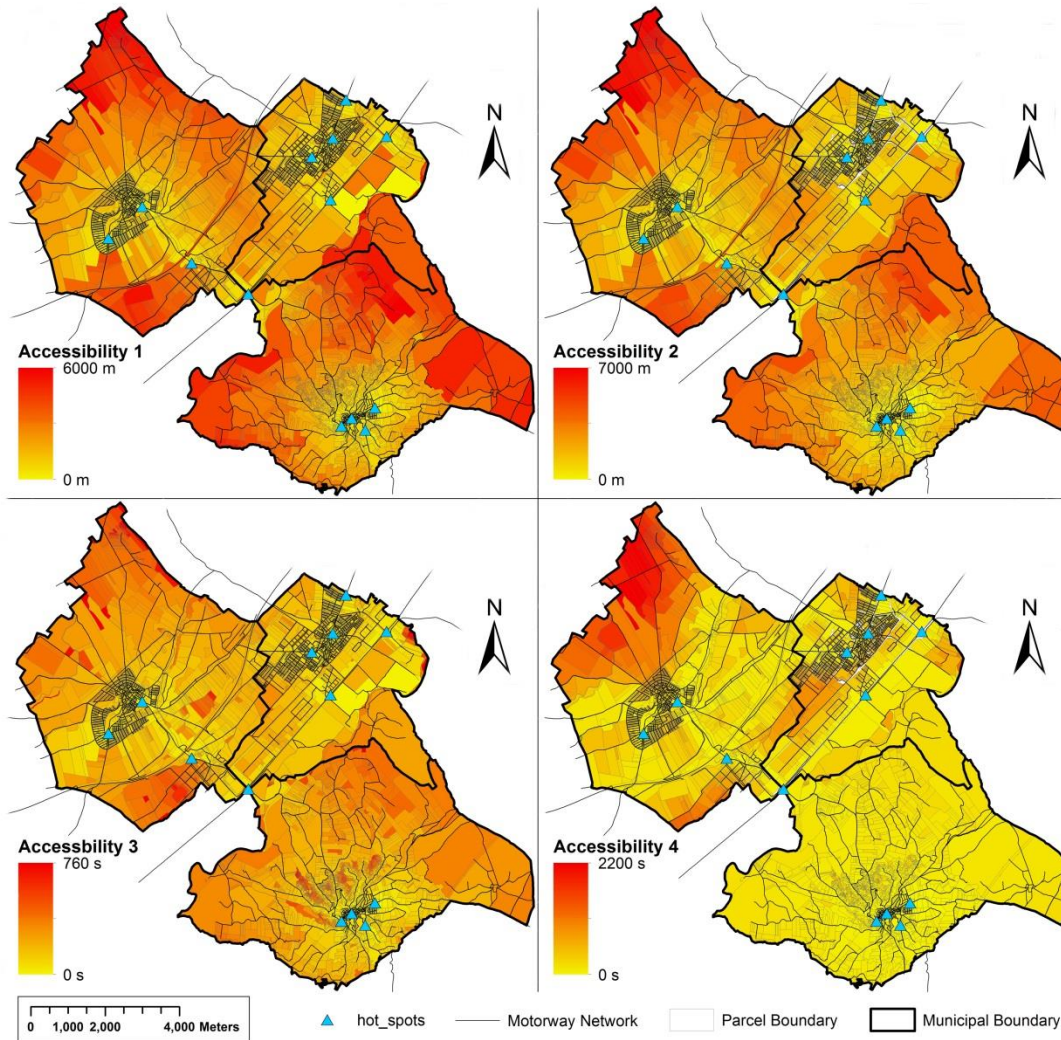 N
N
Accessibility 1
6000 m
0 m
Accessibility 2
7000 m
0 m
N
N
Accessibility 3
760 s
0 s
Accessibility 4
2200 s
0 s
0 1,000 2,000 4,000 Meters
hot_spots
Motorway Network
Parcel Boundary
Municipal Boundary